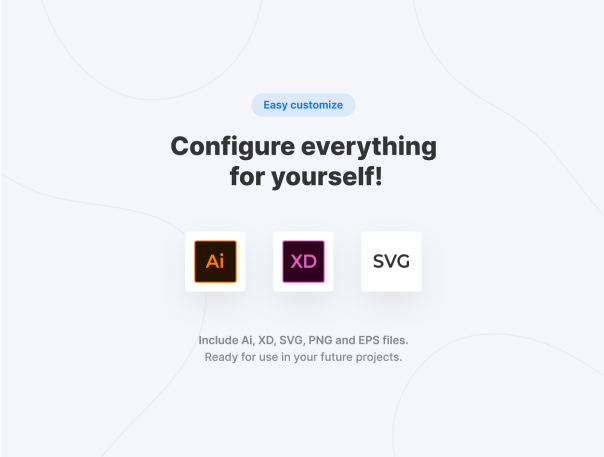 Easy customize
Configure everything
for yourself!
Ai
XD
SVG
Include Ai, XD, SVG, PNG and EPS files.
Ready for use in your future projects.